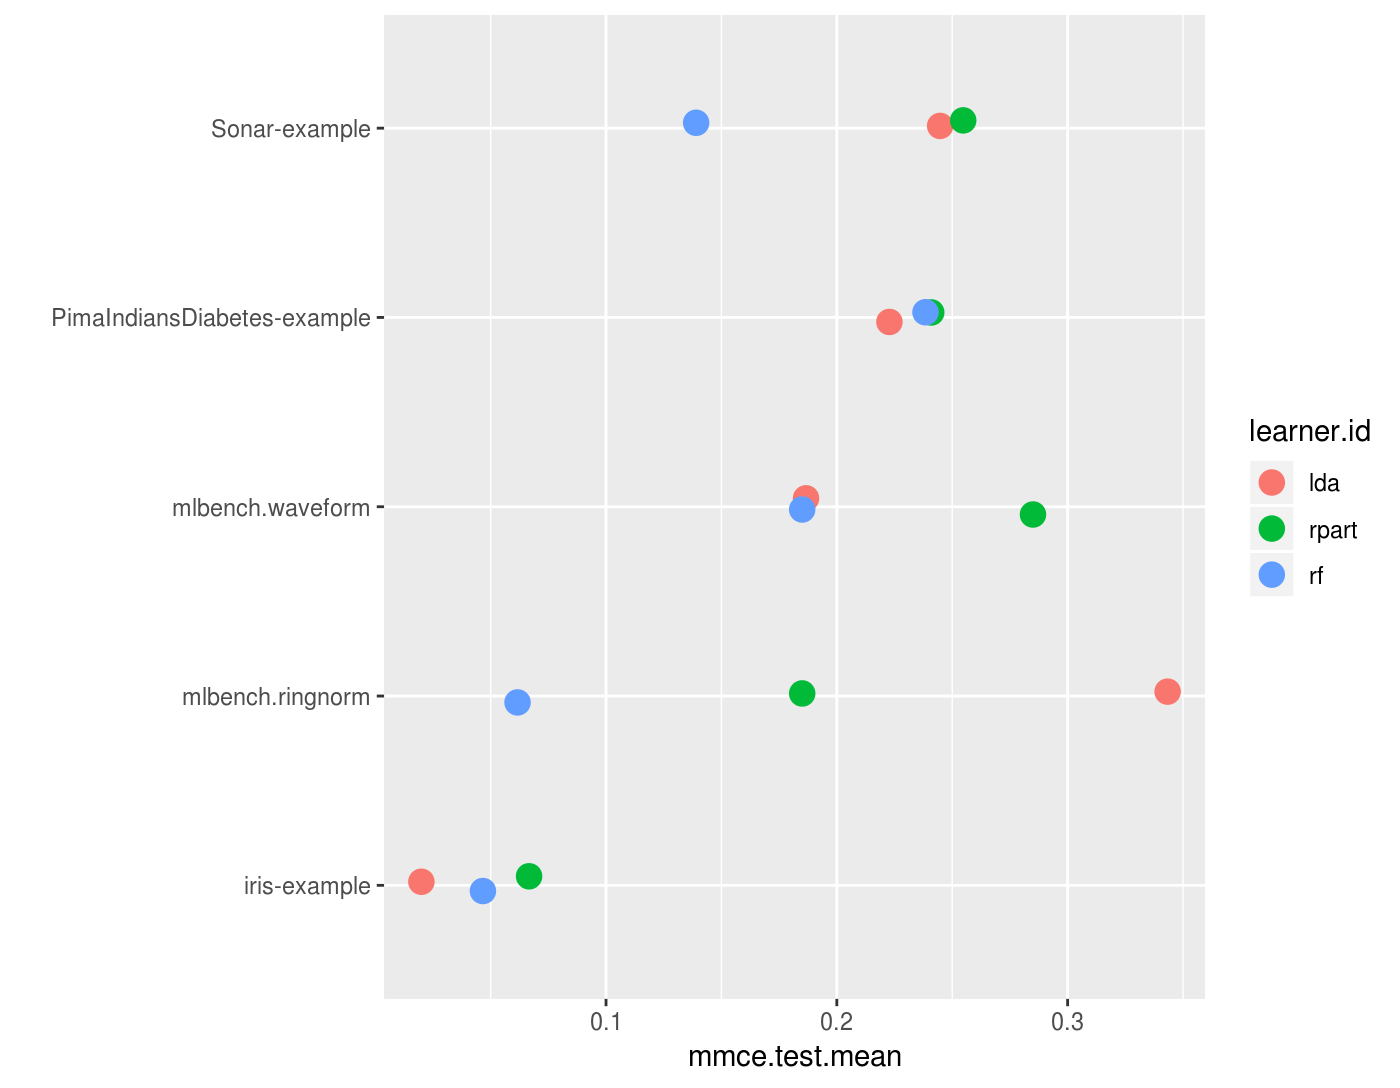 Sonar-example
PimaIndiansDiabetes-example
mlbench.waveform
mlbench.ringnorm
iris-example
0.1 0.2 0.3
mmce.test.mean
learner.id
lda
rpart
rf